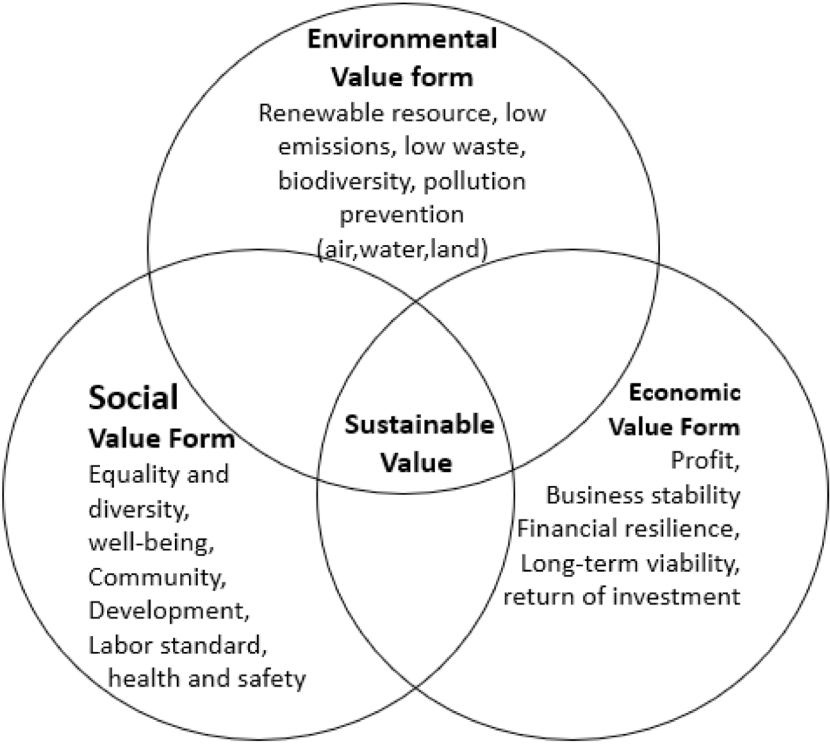 Environmental
Value form
Renewable resource, low
emissions, low waste,
biodiversity, pollution
prevention
(air,water,land)
Social
Value Form
Equality and
diversity,
well-being,
Community,
Development,
Labor standard,
health and safety
Sustainable
Value
Economic
Value Form
Profit,
Business stability
Financial resilience,
Long-term viability,
return of investment